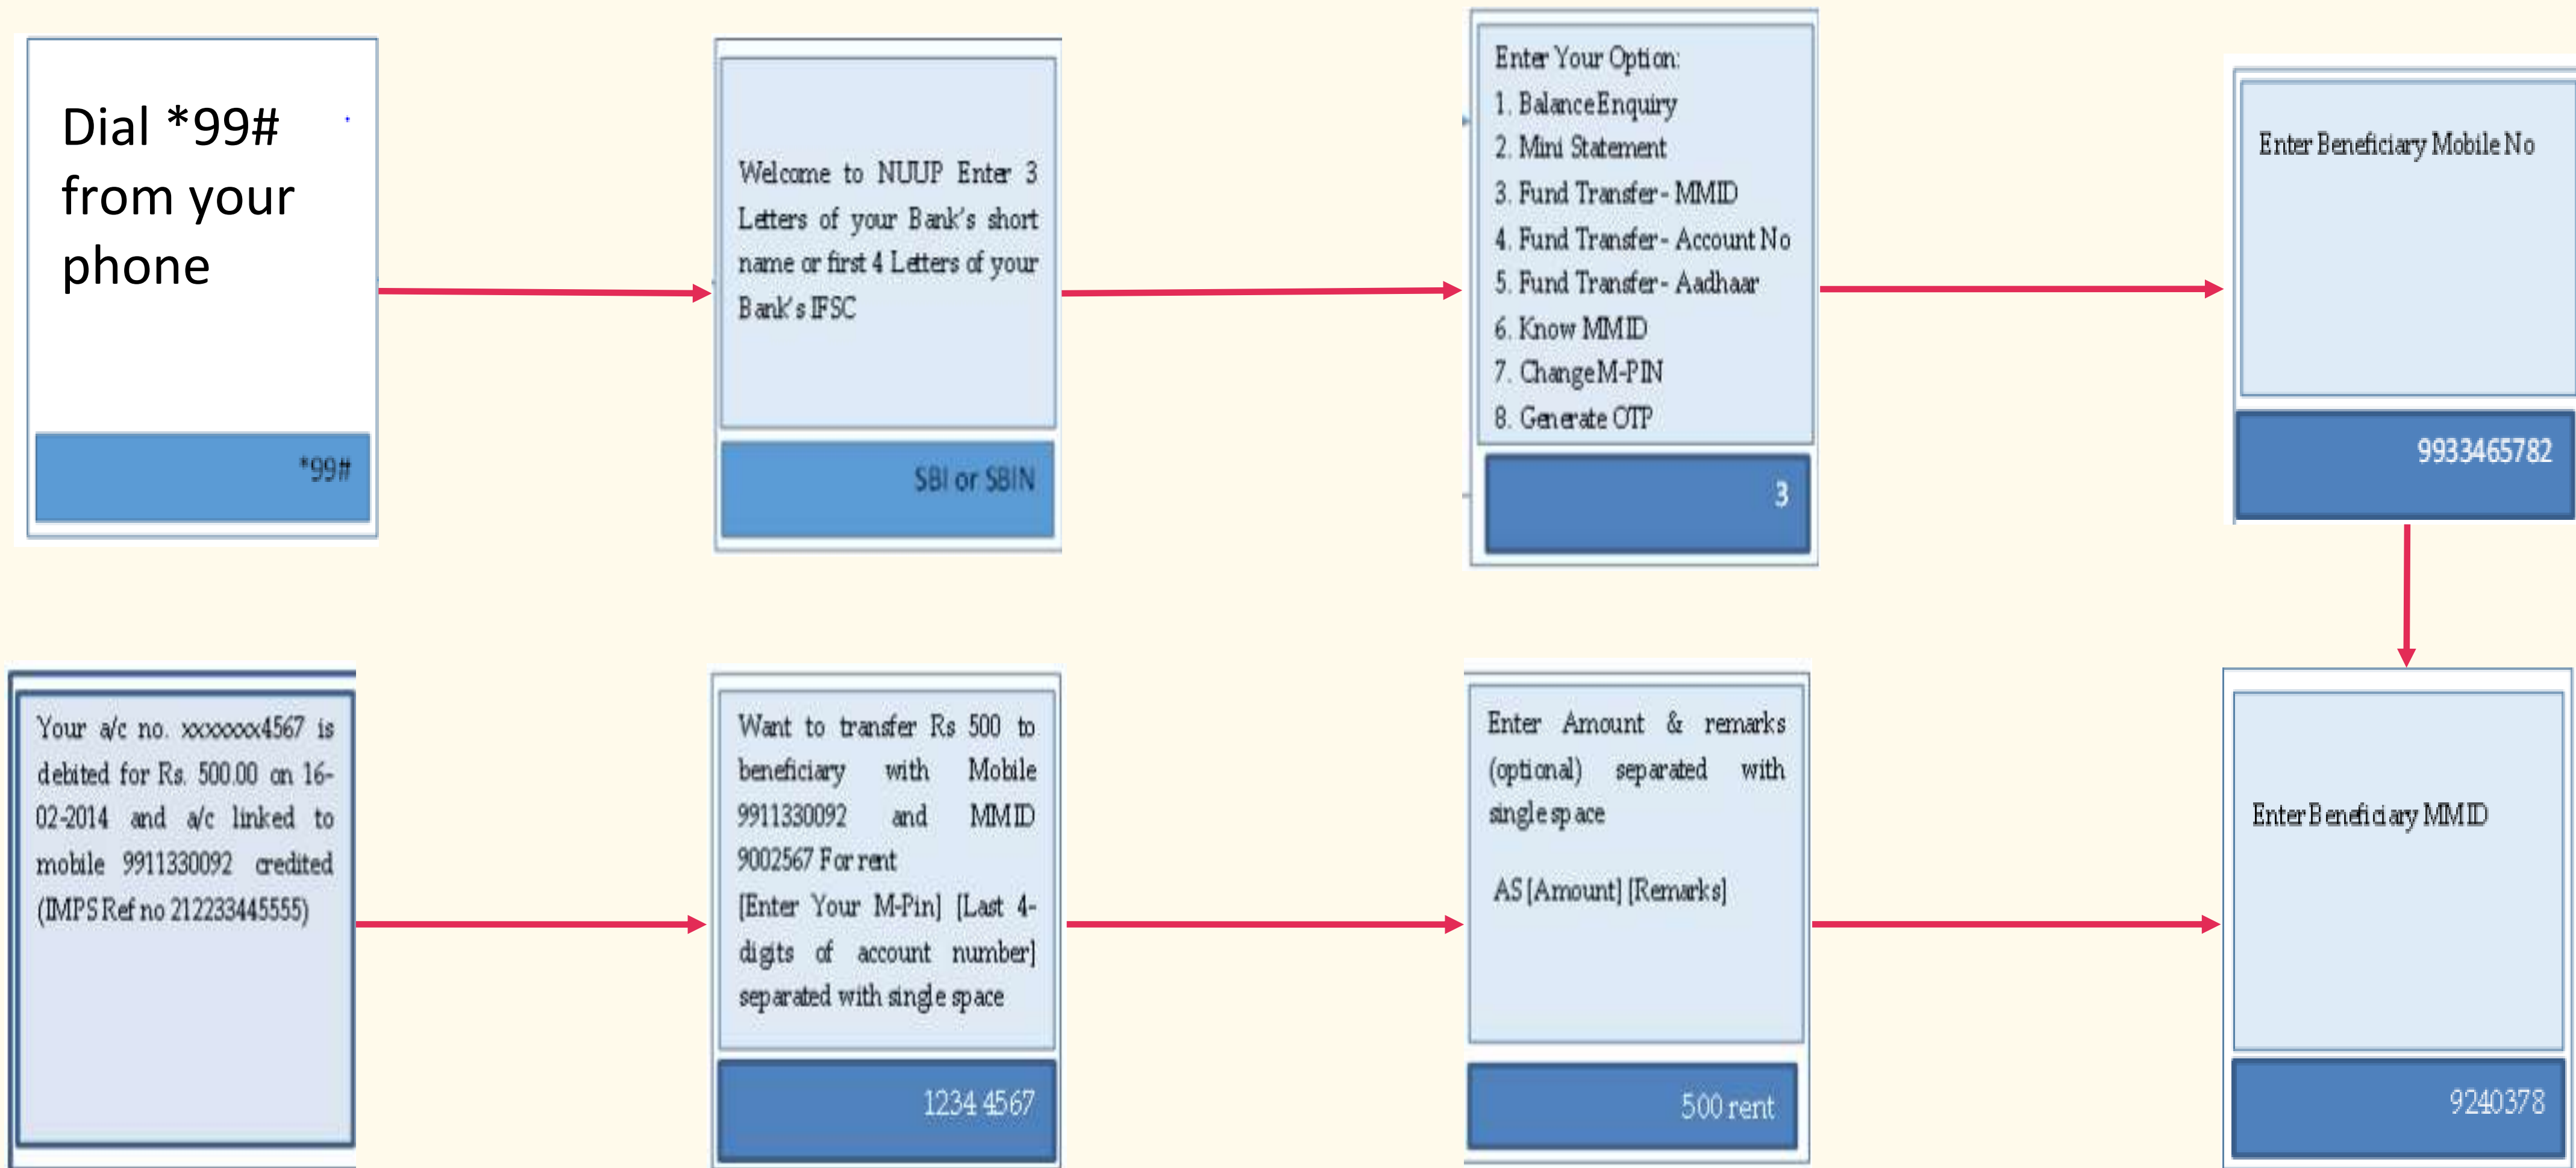 Dial *99#
from your
phone
*99#
Welcome to NUUP Enter 3
Letters of your Bank's short
name or first 4 Letters of your
Bank's IFSC
SBI or SBIN
Enter Your Option:
1. Balance Enquiry
2. Mini Statement
3. Fund Transfer- MMID
4. Fund Transfer- Account No
5. Fund Transfer- Aadhaar
6. Know MMID
7. Change M-PIN
8. Generate OTP
3
Enter Beneficiary Mobile No
9933465782
Your a/c no. xxxxxxx4567 is
debited for Rs. 500.00 on 16-
02-2014 and a/c linked to
mobile 9911330092 credited
(IMPS Ref no 212233445555)
Want to transfer Rs 500 to
beneficiary with Mobile
9911330092 and MMID
9002567 For rent
[Enter Your M-Pin] [Last 4-
digits of account number]
separated with single space
1234 4567
Enter Amount & remarks
(optional) separated with
single space
AS [Amount] [Remarks]
500 rent
Enter Beneficiary MMID
9240378